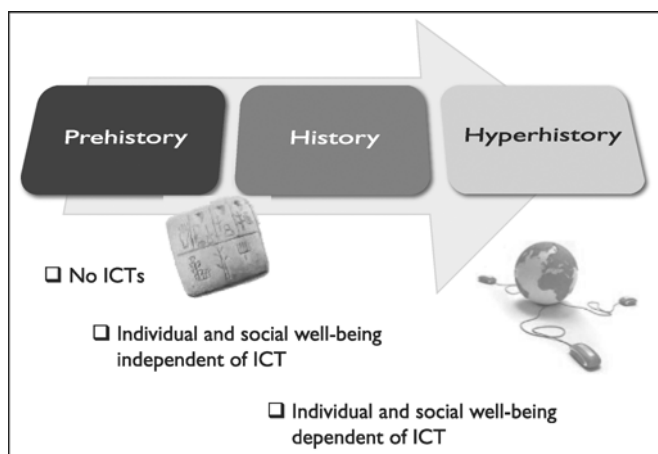 Prehistory
History
Hyperhistory
❑ No ICTs
❑ Individual and social well-being
independent of ICT
❑ Individual and social well-being
dependent of ICT